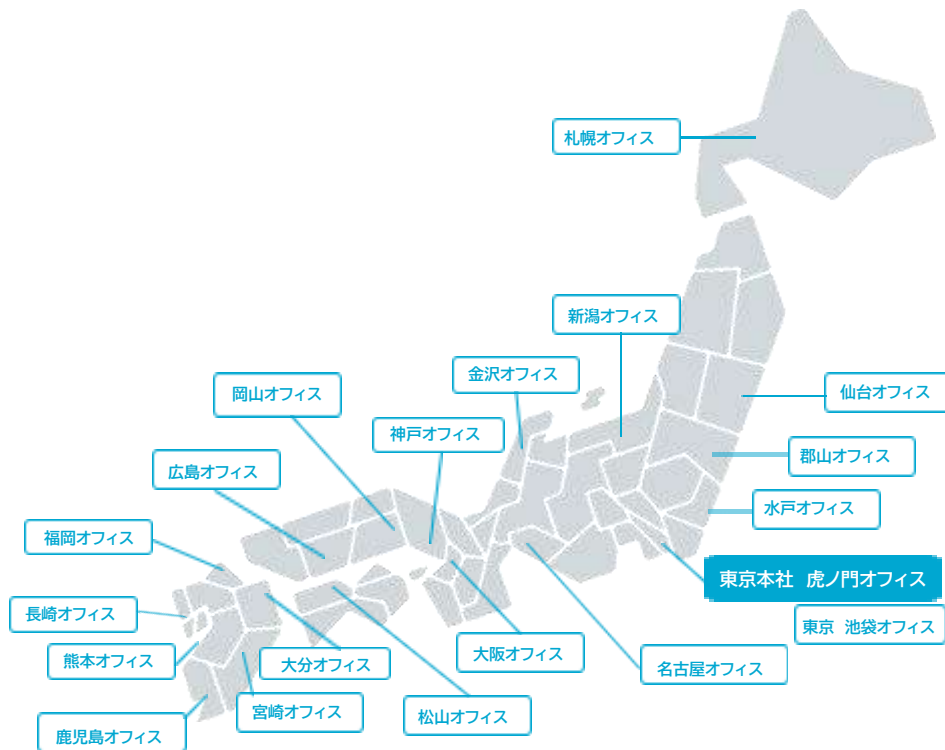 札幌オフィス
新潟オフィス
金沢オフィス
仙台オフィス
岡山オフィス
神戸オフィス
郡山オフィス
広島オフィス
水戸オフィス
福岡オフィス
東京本社 虎ノ門オフィス
長崎オフィス
東京 池袋オフィス
熊本オフィス
大分オフィス
大阪オフィス
名古屋オフィス
宮崎オフィス
松山オフィス
鹿児島オフィス